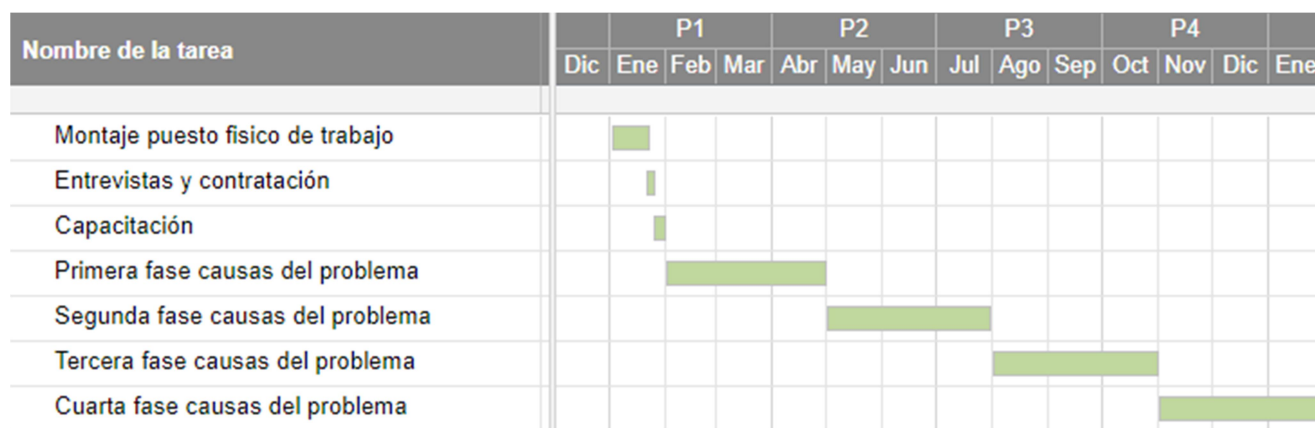 Nombre de la tarea
P1 P2 P3 P4
Dic Ene Feb Mar Abr May Jun Jul Ago Sep Oct Nov Dic Ene
Montaje puesto fisico de trabajo
Entrevistas y contratación
Capacitación
Primera fase causas del problema
Segunda fase causas del problema
Tercera fase causas del problema
Cuarta fase causas del problema